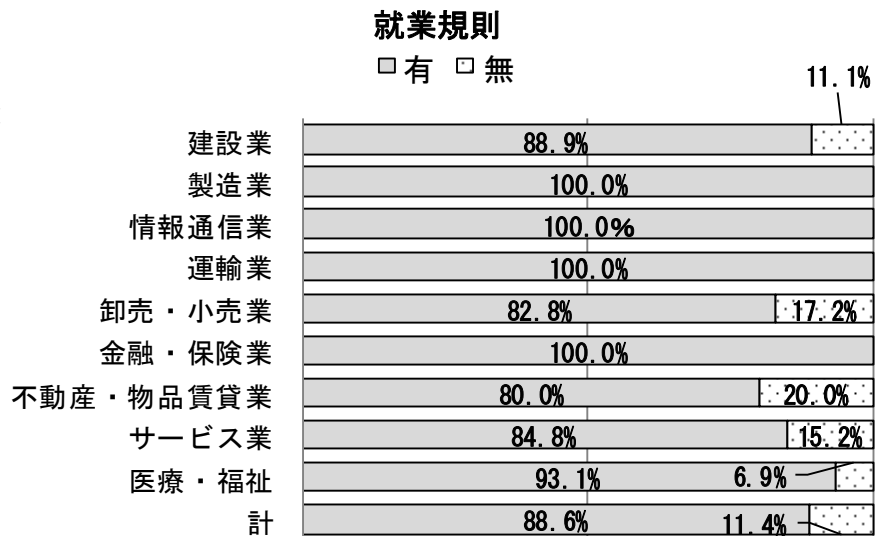 就業規則
有 無
11.1%
建設業 88.9%
製造業 100.0%
情報通信業 100.0%
運輸業 100.0%
卸売・小売業 82.8% 17.2%
金融・保険業 100.0%
不動産・物品賃貸業 80.0% 20.0%
サービス業 84.8% 15.2%
医療・福祉 93.1% 6.9%
計 88.6% 11.4%